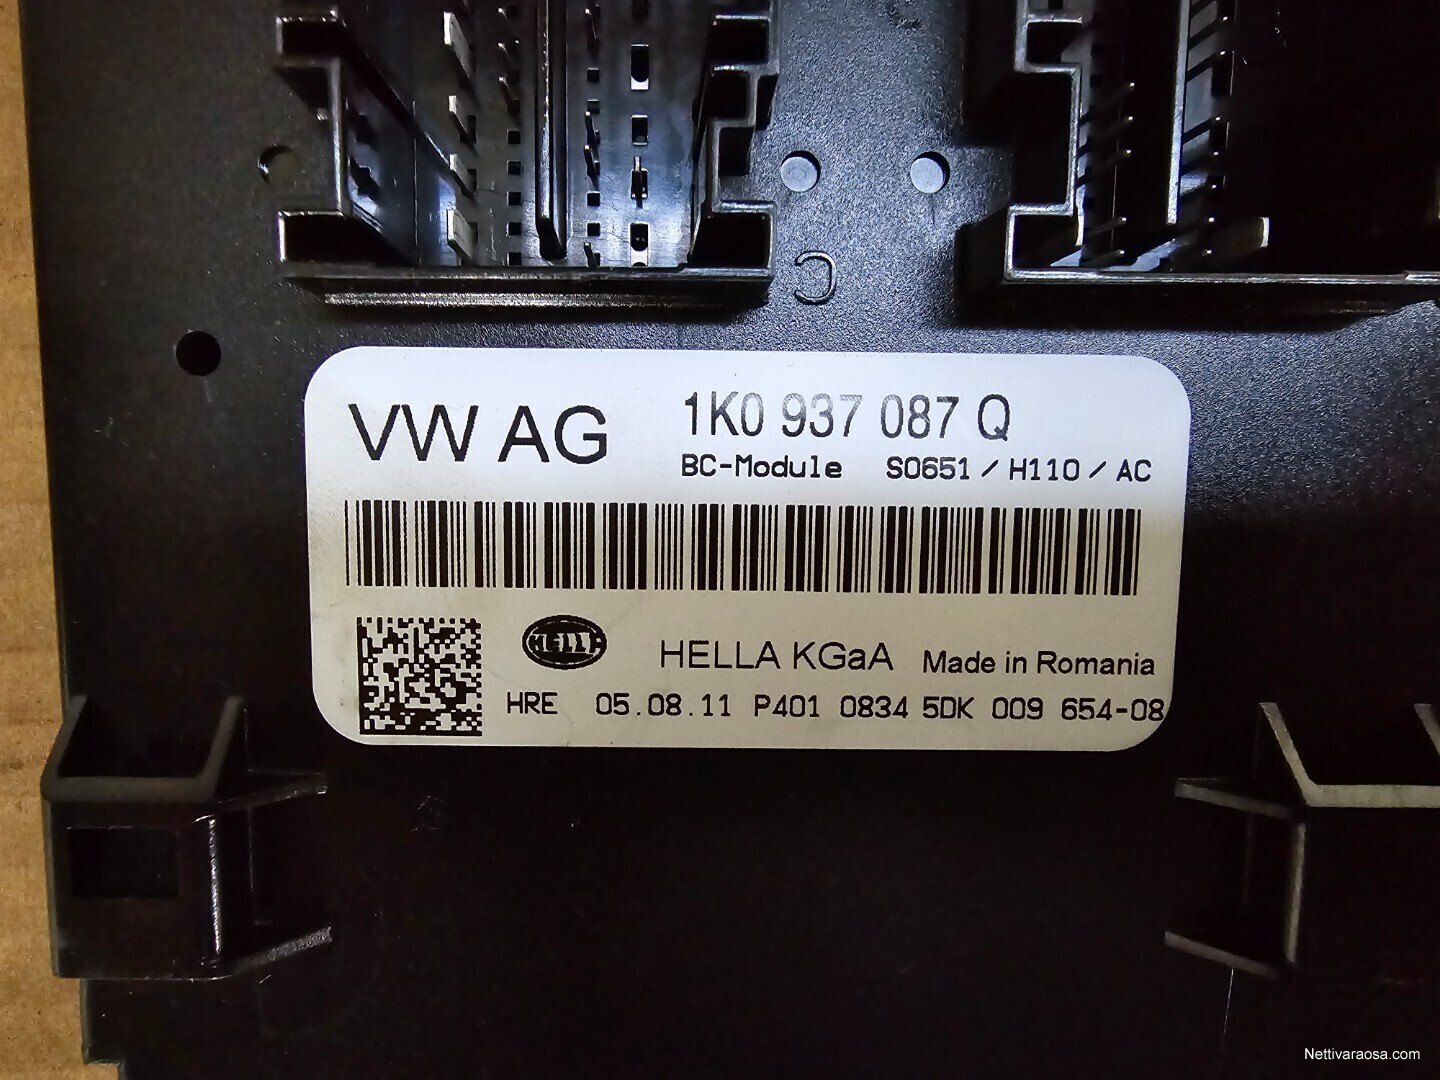 C
VW AG
1K0 937 087 Q
BC-Module S0651 / H110 / AC
HELLA
HELLA KGaA Made in Romania
HRE 05.08.11 P401 0834 5DK 009 654-08
Nettivaraosa.com